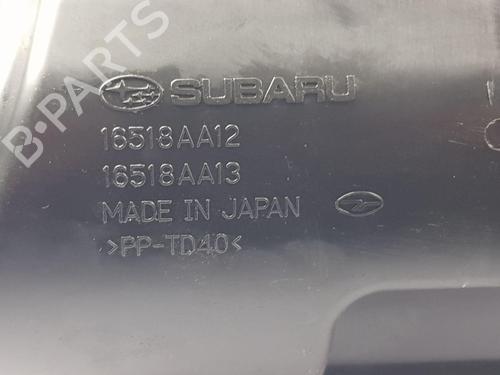 B-PARTS
SUBARU
16518AA12
16518AA13
MADE IN JAPAN
>PP-TD40<